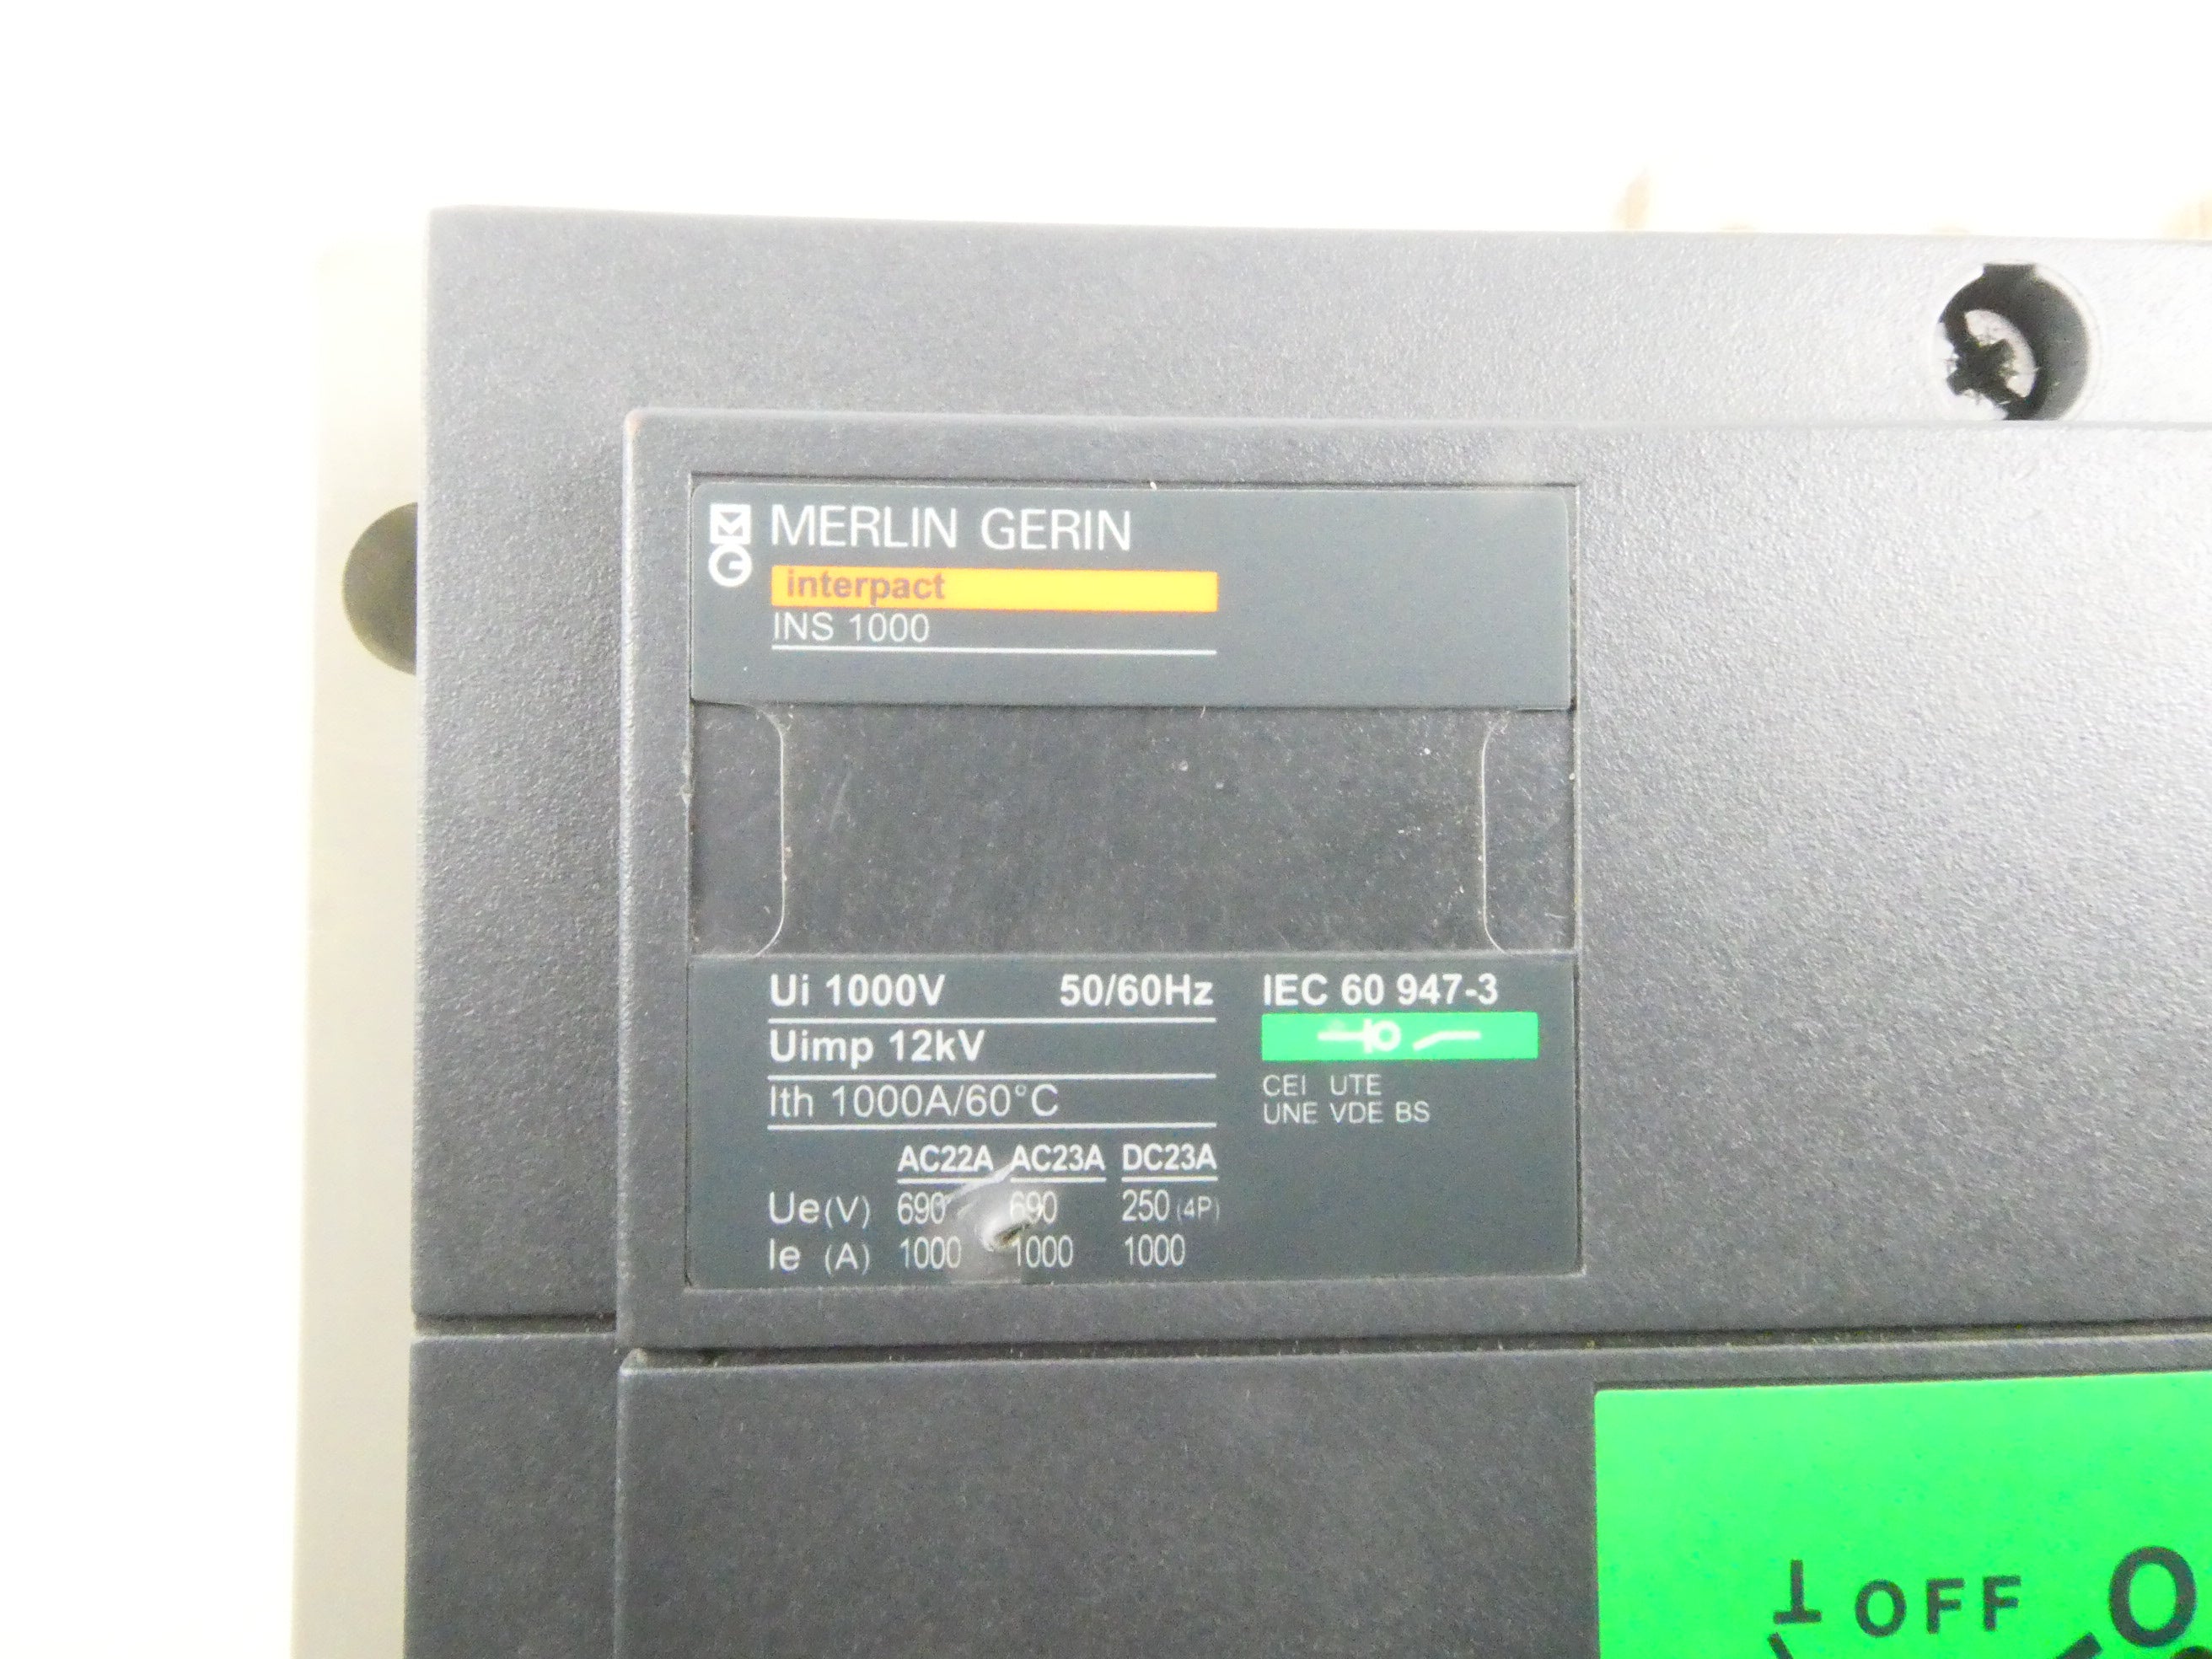 MERLIN GERIN
interpact
INS 1000
Ui 1000V 50/60Hz
Uimp 12kV
Ith 1000A/60°C
AC22A AC23A DC23A
Ue(V) 690 690 250 (4P)
Ie (A) 1000 1000 1000
IEC 60 947-3
CEI UTE
UNE VDE BS
OFF O